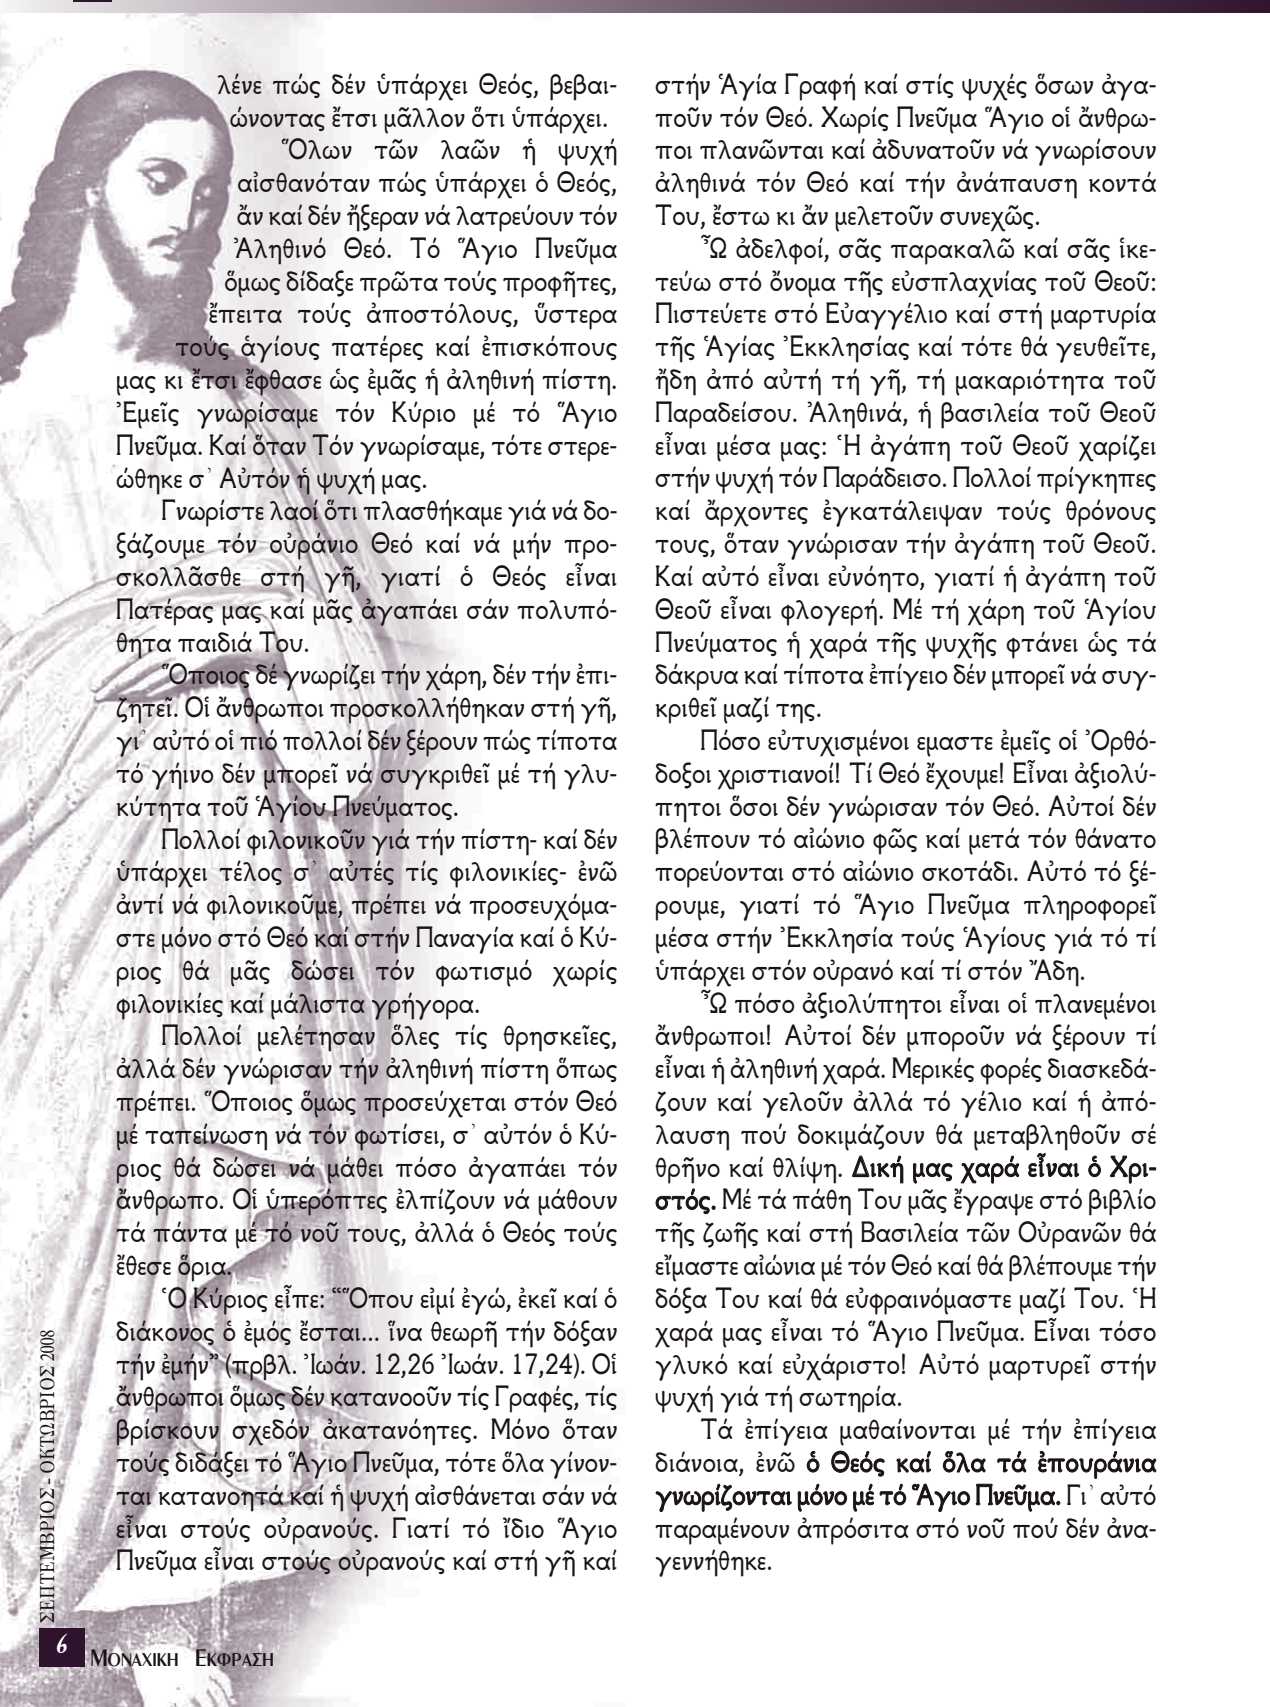 λένε πώς δέν ὑπάρχει Θεός, βεβαι-
ώνοντας ἔτσι μᾶλλον ὅτι ὑπάρχει.
Ὅλων τῶν λαῶν ἡ ψυχή
αἰσθανόταν πώς ὑπάρχει ὁ Θεός,
ἄν καί δέν ἤξεραν νά λατρεύουν τόν
Ἀληθινό Θεό. Τό Ἅγιο Πνεῦμα
ὅμως δίδαξε πρῶτα τούς προφῆτες,
ἔπειτα τούς ἀποστόλους, ὕστερα
τούς ἁγίους πατέρες καί ἐπισκόπους
μας κι ἔτσι ἔφθασε ὡς ἐμᾶς ἡ ἀληθινή πίστη.
Ἐμεῖς γνωρίσαμε τόν Κύριο μέ τό Ἅγιο
Πνεῦμα. Καί ὅταν Τόν γνωρίσαμε, τότε στερε-
ώθηκε σ᾿ Αὐτόν ἡ ψυχή μας.
Γνωρίστε λαοί ὅτι πλασθήκαμε γιά νά δο-
ξάζουμε τόν οὐράνιο Θεό καί νά μήν προ-
σκολλᾶσθε στή γῆ, γιατί ὁ Θεός εἶναι
Πατέρας μας καί μᾶς ἀγαπάει σάν πολυπό-
θητα παιδιά Του.
Ὅποιος δέ γνωρίζει τήν χάρη, δέν τήν ἐπι-
ζητεῖ. Οἱ ἄνθρωποι προσκολλήθηκαν στή γῆ,
γι᾿ αὐτό οἱ πιό πολλοί δέν ξέρουν πώς τίποτα
τό γήινο δέν μπορεῖ νά συγκριθεῖ μέ τή γλυ-
κύτητα τοῦ Ἁγίου Πνεύματος.
Πολλοί φιλονικοῦν γιά τήν πίστη- καί δέν
ὑπάρχει τέλος σ᾿ αὐτές τίς φιλονικίες- ἐνῶ
ἀντί νά φιλονικοῦμε, πρέπει νά προσευχόμα-
στε μόνο στό Θεό καί στήν Παναγία καί ὁ Κύ-
ριος θά μᾶς δώσει τόν φωτισμό χωρίς
φιλονικίες καί μάλιστα γρήγορα.
Πολλοί μελέτησαν ὅλες τίς θρησκεῖες,
ἀλλά δέν γνώρισαν τήν ἀληθινή πίστη ὅπως
πρέπει. Ὅποιος ὅμως προσεύχεται στόν Θεό
μέ ταπείνωση νά τόν φωτίσει, σ᾿ αὐτόν ὁ Κύ-
ριος θά δώσει νά μάθει πόσο ἀγαπάει τόν
ἄνθρωπο. Οἱ ὑπερόπτες ἐλπίζουν νά μάθουν
τά πάντα μέ τό νοῦ τους, ἀλλά ὁ Θεός τούς
ἔθεσε ὅρια.
Ὁ Κύριος εἶπε: “Ὅπου εἰμί ἐγώ, ἐκεῖ καί ὁ
διάκονος ὁ ἐμός ἔσται... ἵνα θεωρῆ τήν δόξαν
τήν ἐμήν” (πρβλ. Ἰωάν. 12,26 Ἰωάν. 17,24). Οἱ
ἄνθρωποι ὅμως δέν κατανοοῦν τίς Γραφές, τίς
βρίσκουν σχεδόν ἀκατανόητες. Μόνο ὅταν
τούς διδάξει τό Ἅγιο Πνεῦμα, τότε ὅλα γίνον-
ται κατανοητά καί ἡ ψυχή αἰσθάνεται σάν νά
εἶναι στούς οὐρανούς. Γιατί τό ἴδιο Ἅγιο
Πνεῦμα εἶναι στούς οὐρανούς καί στή γῆ καί
στήν Ἁγία Γραφή καί στίς ψυχές ὅσων ἀγα-
ποῦν τόν Θεό. Χωρίς Πνεῦμα Ἅγιο οἱ ἄνθρω-
ποι πλανῶνται καί ἀδυνατοῦν νά γνωρίσουν
ἀληθινά τόν Θεό καί τήν ἀνάπαυση κοντά
Του, ἔστω κι ἄν μελετοῦν συνεχῶς.
Ὦ ἀδελφοί, σᾶς παρακαλῶ καί σᾶς ἱκε-
τεύω στό ὄνομα τῆς εὐσπλαχνίας τοῦ Θεοῦ:
Πιστεύετε στό Εὐαγγέλιο καί στή μαρτυρία
τῆς Ἁγίας Ἐκκλησίας καί τότε θά γευθεῖτε,
ἤδη ἀπό αὐτή τή γῆ, τή μακαριότητα τοῦ
Παραδείσου. Ἀληθινά, ἡ βασιλεία τοῦ Θεοῦ
εἶναι μέσα μας: Ἡ ἀγάπη τοῦ Θεοῦ χαρίζει
στήν ψυχή τόν Παράδεισο. Πολλοί πρίγκηπες
καί ἄρχοντες ἐγκατάλειψαν τούς θρόνους
τους, ὅταν γνώρισαν τήν ἀγάπη τοῦ Θεοῦ.
Καί αὐτό εἶναι εὐνόητο, γιατί ἡ ἀγάπη τοῦ
Θεοῦ εἶναι φλογερή. Μέ τή χάρη τοῦ Ἁγίου
Πνεύματος ἡ χαρά τῆς ψυχῆς φτάνει ὡς τά
δάκρυα καί τίποτα ἐπίγειο δέν μπορεῖ νά συγ-
κριθεῖ μαζί της.
Πόσο εὐτυχισμένοι εμαστε ἐμεῖς οἱ Ὀρθό-
δοξοι χριστιανοί! Τί Θεό ἔχουμε! Εἶναι ἀξιολύ-
πητοι ὅσοι δέν γνώρισαν τόν Θεό. Αὐτοί δέν
βλέπουν τό αἰώνιο φῶς καί μετά τόν θάνατο
πορεύονται στό αἰώνιο σκοτάδι. Αὐτό τό ξέ-
ρουμε, γιατί τό Ἅγιο Πνεῦμα πληροφορεῖ
μέσα στήν Ἐκκλησία τούς Ἁγίους γιά τό τί
ὑπάρχει στόν οὐρανό καί τί στόν Ἄδη.
Ὦ πόσο ἀξιολύπητοι εἶναι οἱ πλανεμένοι
ἄνθρωποι! Αὐτοί δέν μποροῦν νά ξέρουν τί
εἶναι ἡ ἀληθινή χαρά. Μερικές φορές διασκεδά-
ζουν καί γελοῦν ἀλλά τό γέλιο καί ἡ ἀπό-
λαυση πού δοκιμάζουν θά μεταβληθοῦν σέ
θρῆνο καί θλίψη. Δική μας χαρά εἶναι ὁ Χρι-
στός. Μέ τά πάθη Του μᾶς ἔγραψε στό βιβλίο
τῆς ζωῆς καί στή Βασιλεία τῶν Οὐρανῶν θά
εἴμαστε αἰώνια μέ τόν Θεό καί θά βλέπουμε τήν
δόξα Του καί θά εὐφραινόμαστε μαζί Του. Ἡ
χαρά μας εἶναι τό Ἅγιο Πνεῦμα. Εἶναι τόσο
γλυκό καί εὐχάριστο! Αὐτό μαρτυρεῖ στήν
ψυχή γιά τή σωτηρία.
Τά ἐπίγεια μαθαίνονται μέ τήν ἐπίγεια
διάνοια, ἐνῶ ὁ Θεός καί ὅλα τά ἐπουράνια
γνωρίζονται μόνο μέ τό Ἅγιο Πνεῦμα. Γι᾿ αὐτό
παραμένουν ἀπρόσιτα στό νοῦ πού δέν ἀνα-
γεννήθηκε.
ΣΕΠΤΕΜΒΡΙΟΣ - ΟΚΤΩΒΡΙΟΣ 2008
6
ΜΟΝΑΧΙΚΗ ΕΚΦΡΑΣΗ